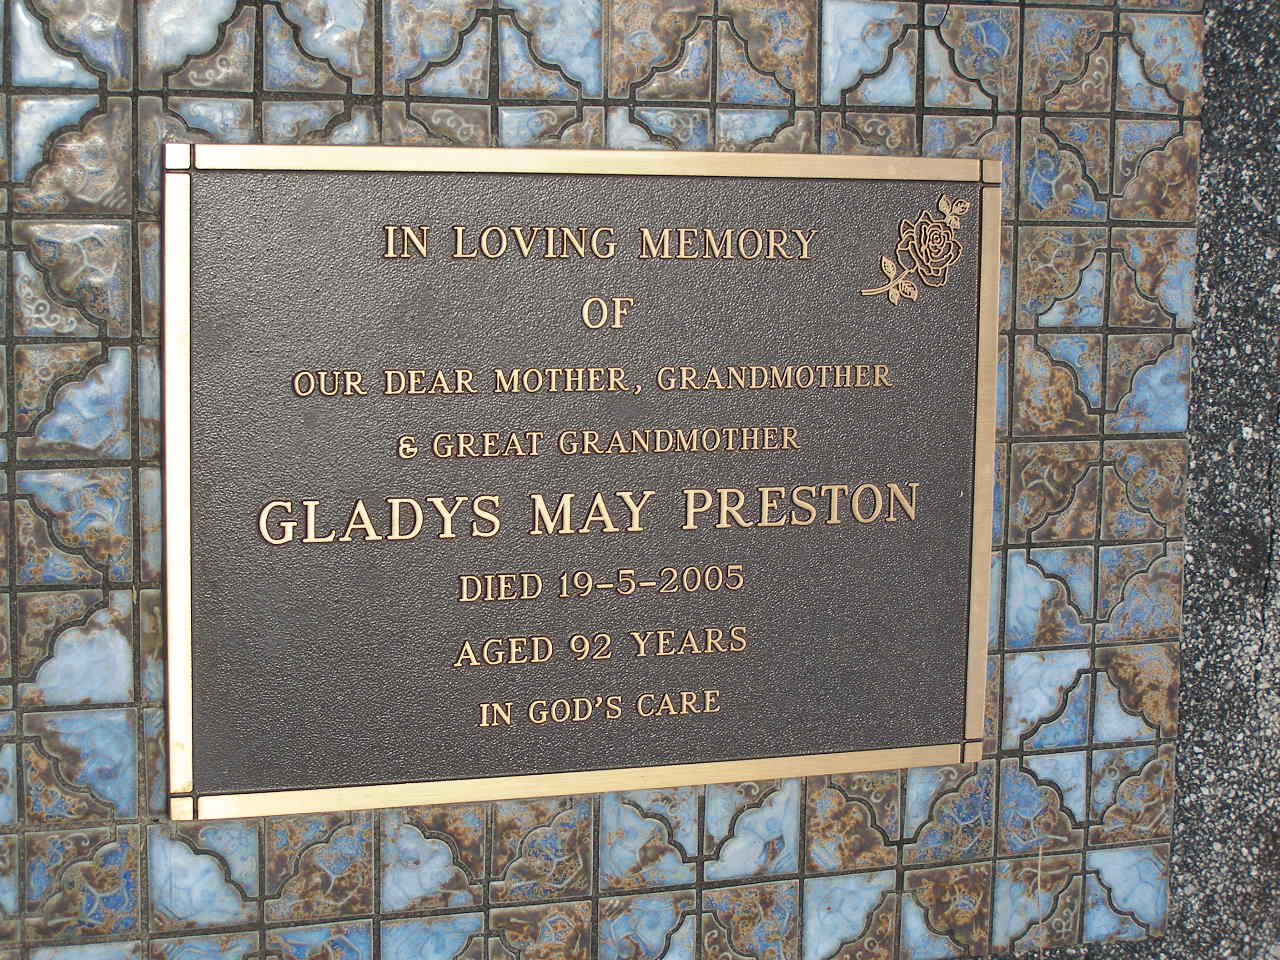 IN LOVING MEMORY
OF
OUR DEAR MOTHER, GRANDMOTHER
& GREAT GRANDMOTHER
GLADYS MAY PRESTON
DIED 19-5-2005
AGED 92 YEARS
IN GOD'S CARE